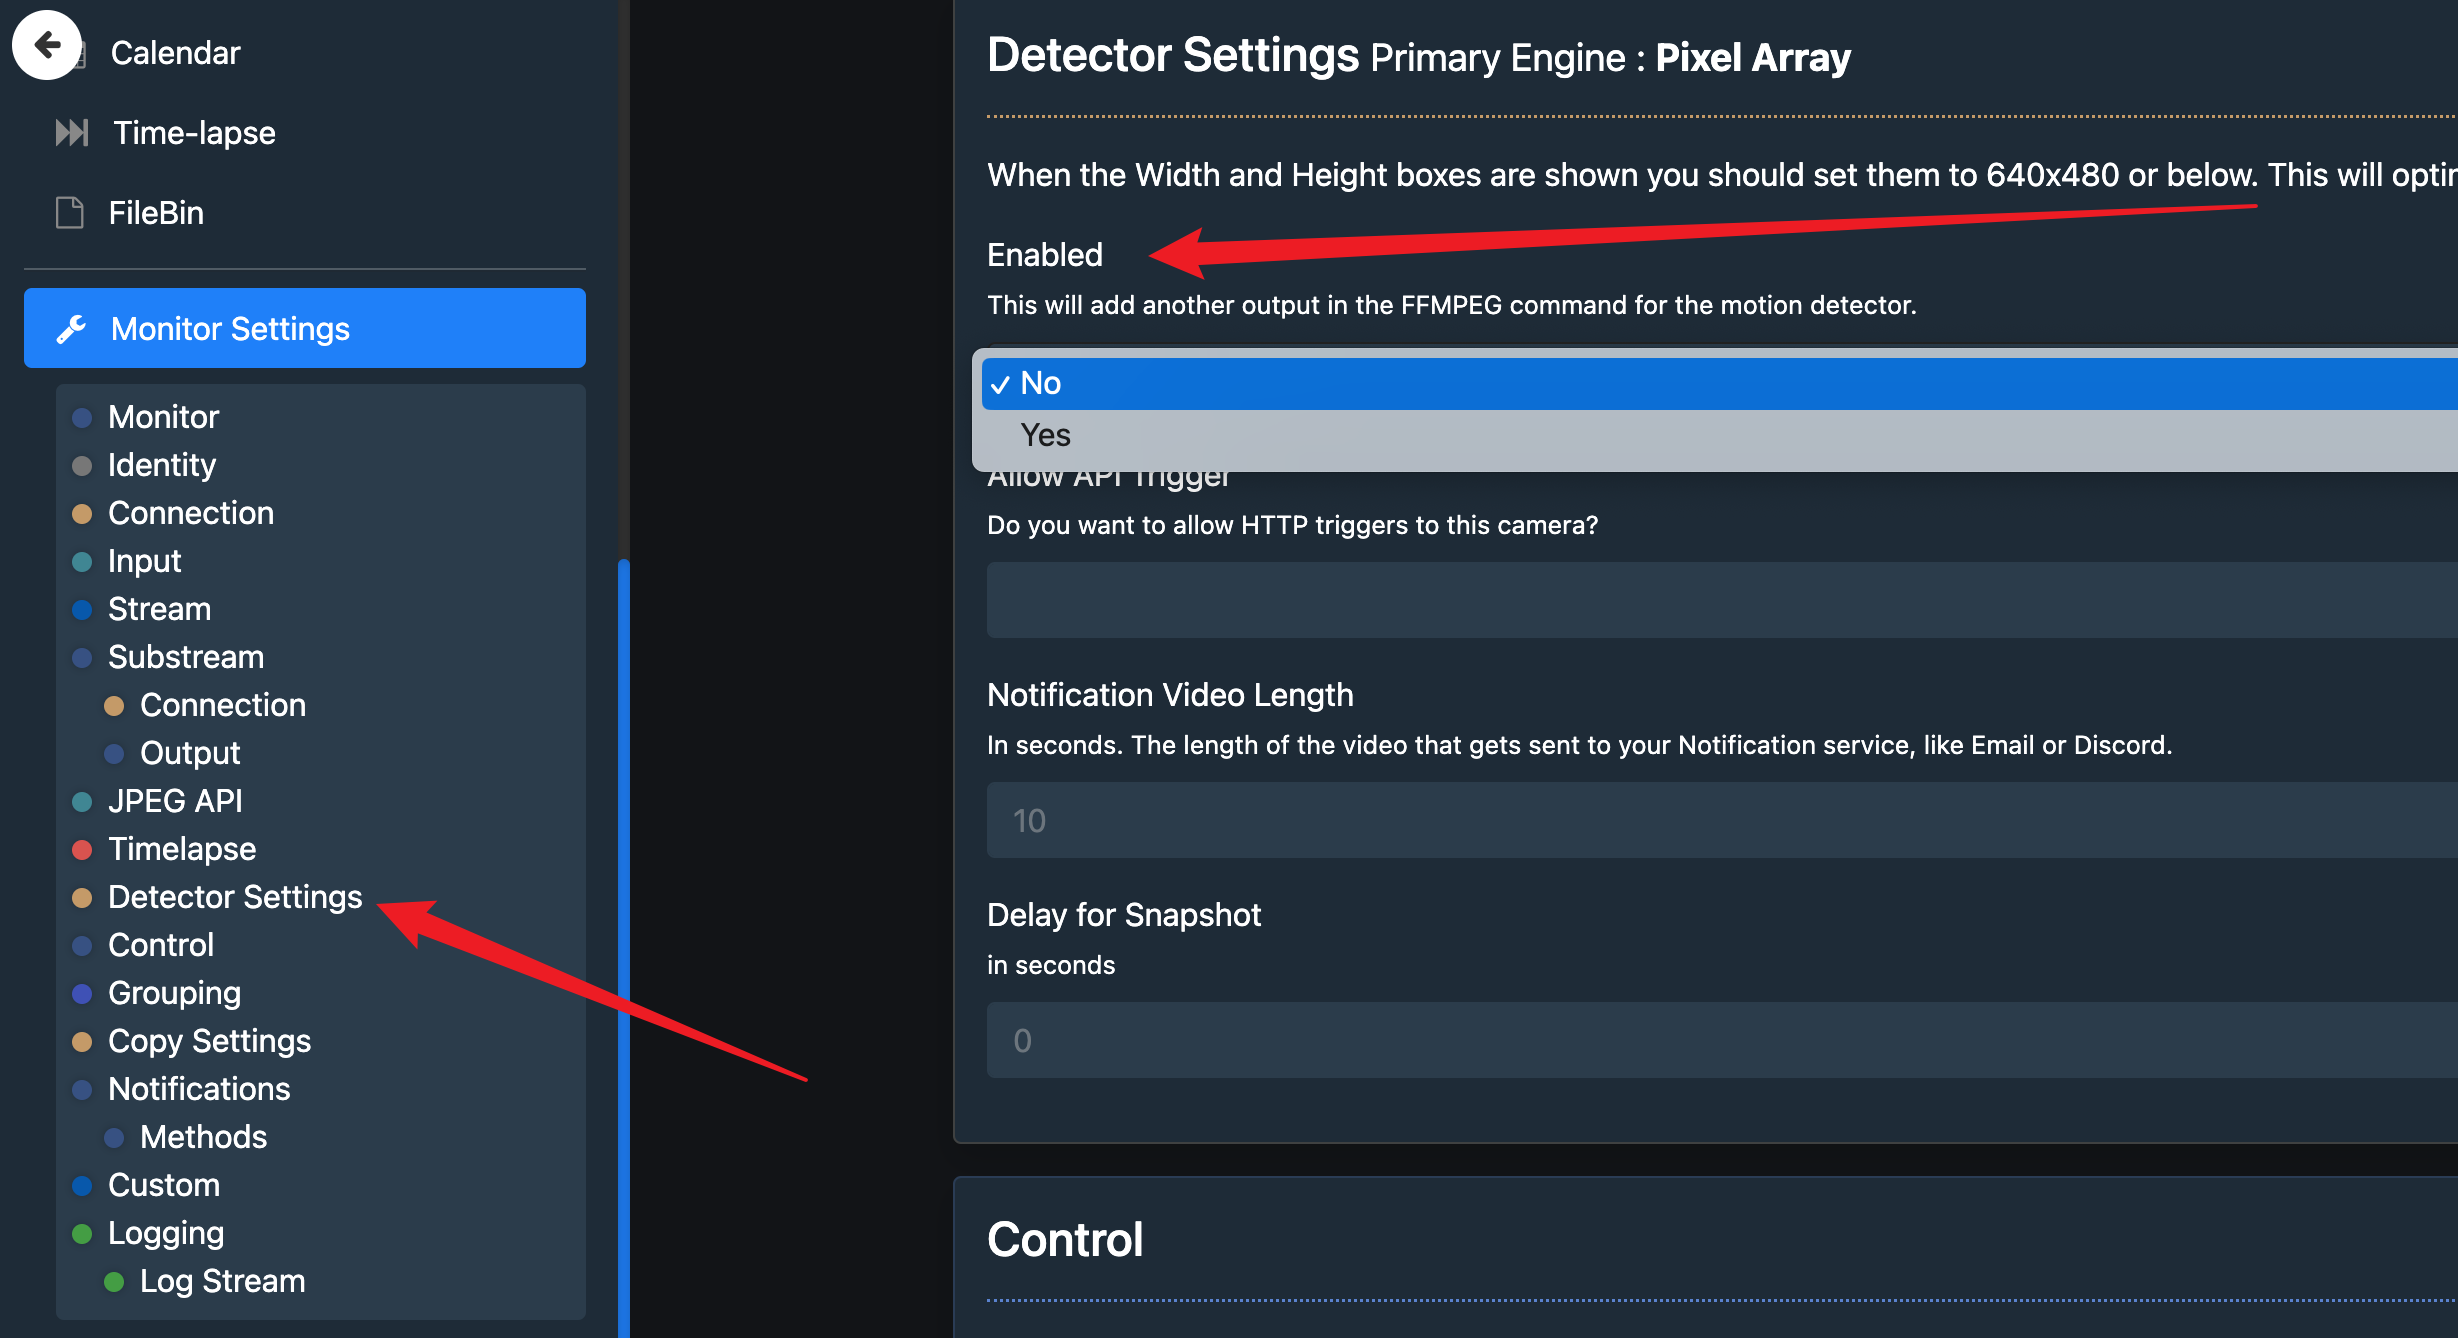 Calendar
Time-lapse
FileBin
Monitor Settings
Monitor
Identity
Connection
Input
Stream
Substream
Connection
Output
JPEG API
Timelapse
Detector Settings
Control
Grouping
Copy Settings
Notifications
Methods
Custom
Logging
Log Stream
Detector Settings Primary Engine : Pixel Array
When the Width and Height boxes are shown you should set them to 640x480 or below. This will
Enabled
This will add another output in the FFMPEG command for the motion detector.
No
Yes
Allow API Trigger
Do you want to allow HTTP triggers to this camera?
Notification Video Length
In seconds. The length of the video that gets sent to your Notification service, like Email or Discord.
10
Delay for Snapshot
in seconds
0
Control